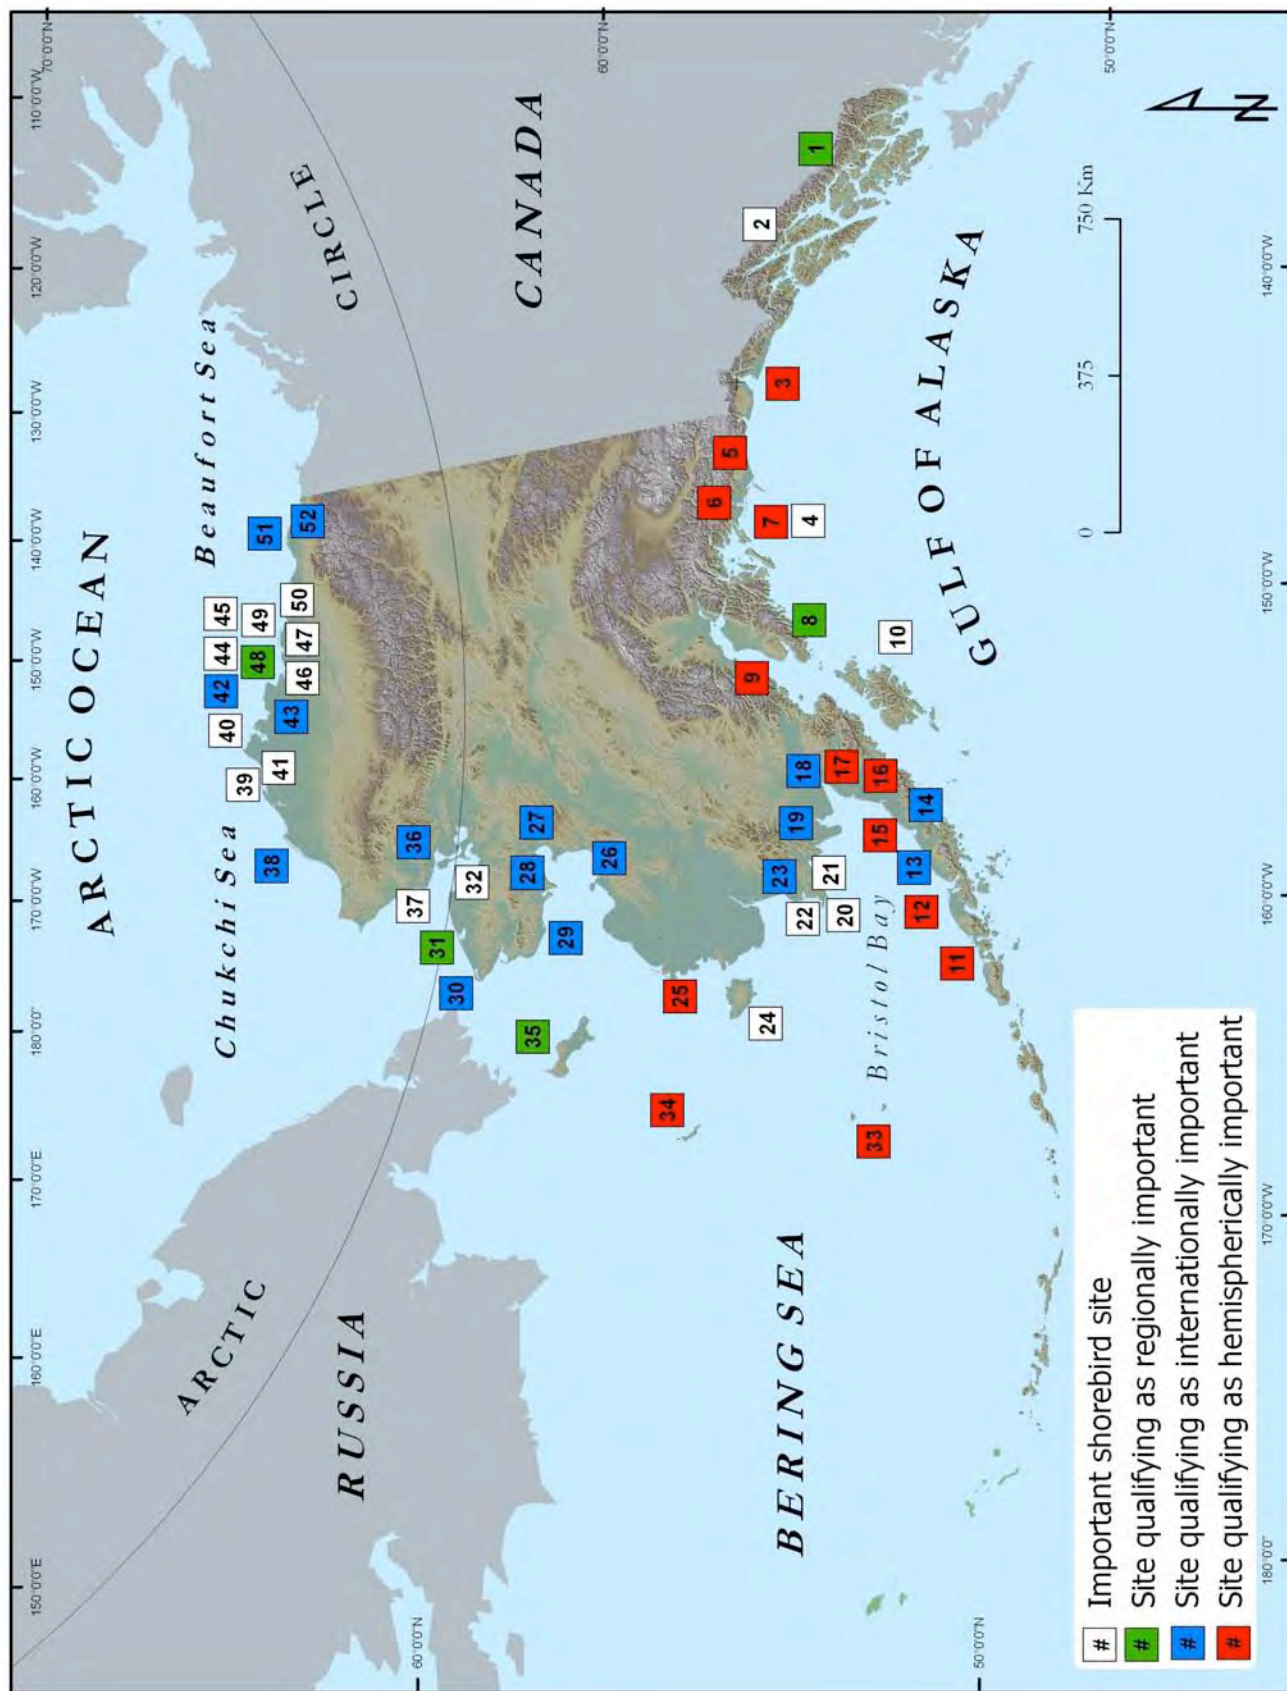 150°0'0"E
160°0'0"E
170°0'0"E
180°0'0"
170°0'0"W
160°0'0"W
150°0'0"W
140°0'0"W
130°0'0"W
120°0'0"W
110°0'0"W
70°0'0"N
ARCTIC OCEAN
Beaufort Sea
Chukchi Sea
ARCTIC
CIRCLE
RUSSIA
CANADA
40
42
44
45
39
38
41
48
49
51
43
46
47
50
52
37
36
31
30
32
60°0'0"N
35
29
28
27
26
60°0'0"N
34
25
24
23
19
18
9
6
5
2
3
7
4
8
1
22
20
21
17
33
Bristol Bay
12
15
16
13
14
10
11
BERING SEA
GULF OF ALASKA
50°0'0"N
50°0'0"N
0
375
750 Km
N
# Important shorebird site
# Site qualifying as regionally important
# Site qualifying as internationally important
# Site qualifying as hemispherically important
180°0'0"
170°0'0"W
160°0'0"W
150°0'0"W
140°0'0"W